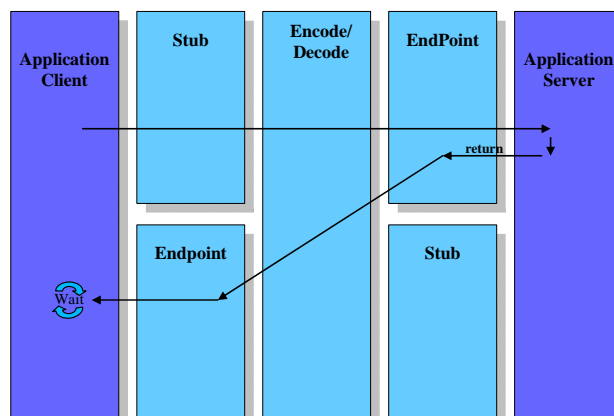 Application
Client
Stub
Encode/
Decode
EndPoint
Application
Server
return
Endpoint
Stub
Wait